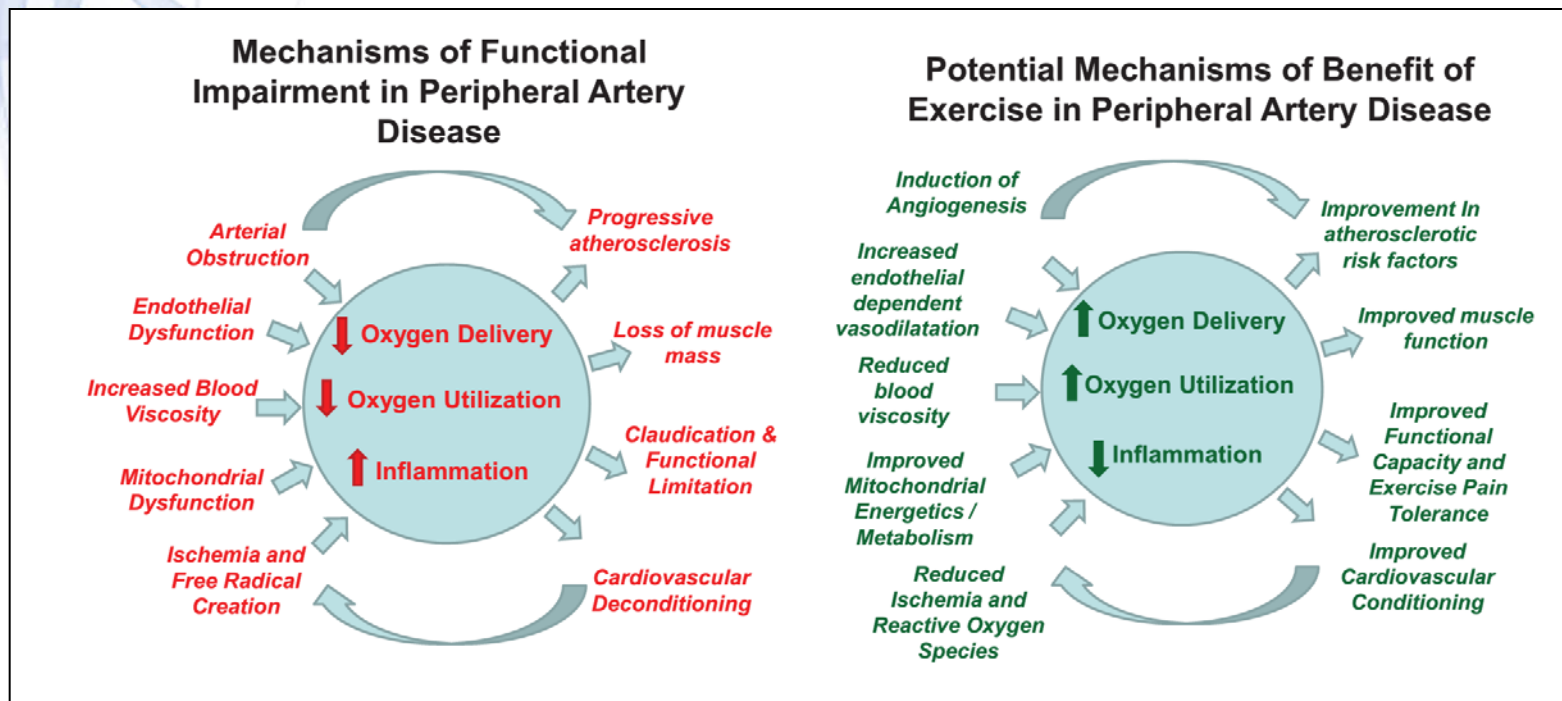 Mechanisms of Functional
Impairment in Peripheral Artery
Disease
Arterial
Obstruction
Endothelial
Dysfunction
Increased Blood
Viscosity
Mitochondrial
Dysfunction
Ischemia and
Free Radical
Creation
Oxygen Delivery
Oxygen Utilization
Inflammation
Progressive
atherosclerosis
Loss of muscle
mass
Claudication &
Functional
Limitation
Cardiovascular
Deconditioning
Potential Mechanisms of Benefit of
Exercise in Peripheral Artery Disease
Induction of
Angiogenesis
Increased
endothelial
dependent
vasodilatation
Reduced
blood
viscosity
Improved
Mitochondrial
Energetics /
Metabolism
Reduced
Ischemia and
Reactive Oxygen
Species
Oxygen Delivery
Oxygen Utilization
Inflammation
Improvement In
atherosclerotic
risk factors
Improved muscle
function
Improved
Functional
Capacity and
Exercise Pain
Tolerance
Improved
Cardiovascular
Conditioning